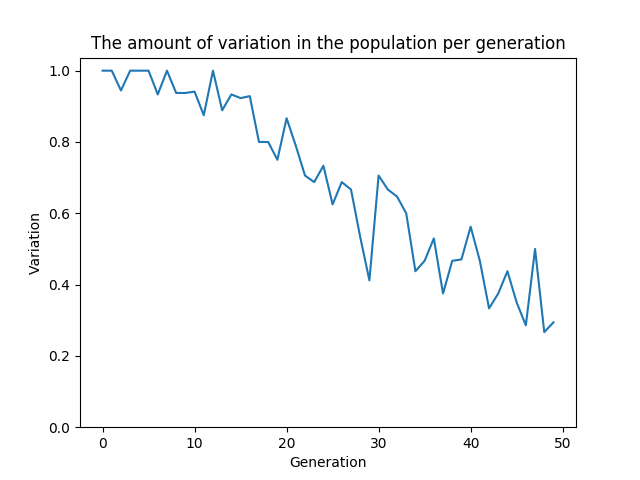 The amount of variation in the population per generation
1.0
0.8
0.6
0.4
0.2
0.0
Variation
0 10 20 30 40 50
Generation